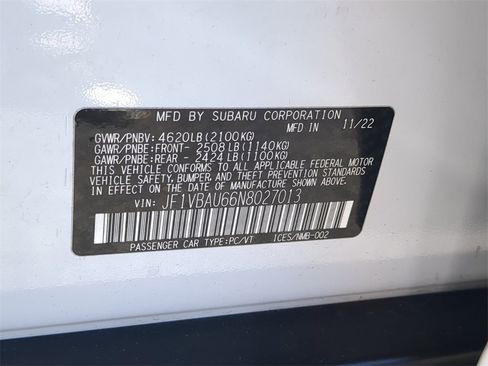 MFD BY SUBARU CORPORATION
GVWR/PNBV: 4620LB(2100KG) MFD IN 11/22
GAWR/PNBE:FRONT- 2508LB(1140KG)
GAWR/PNBE:REAR - 2424LB(1100KG)
THIS VEHICLE CONFORMS TO ALL APPLICABLE FEDERAL MOTOR
VEHICLE SAFETY, BUMPER, AND THEFT PREVENTION STANDARDS
IN EFFECT ON THE DATE OF MANUFACTURE SHOWN ABOVE.
VIN: JF1VBAU66N8027013
PASSENGER CAR TYPE:PC/VT ICES/NMB-002